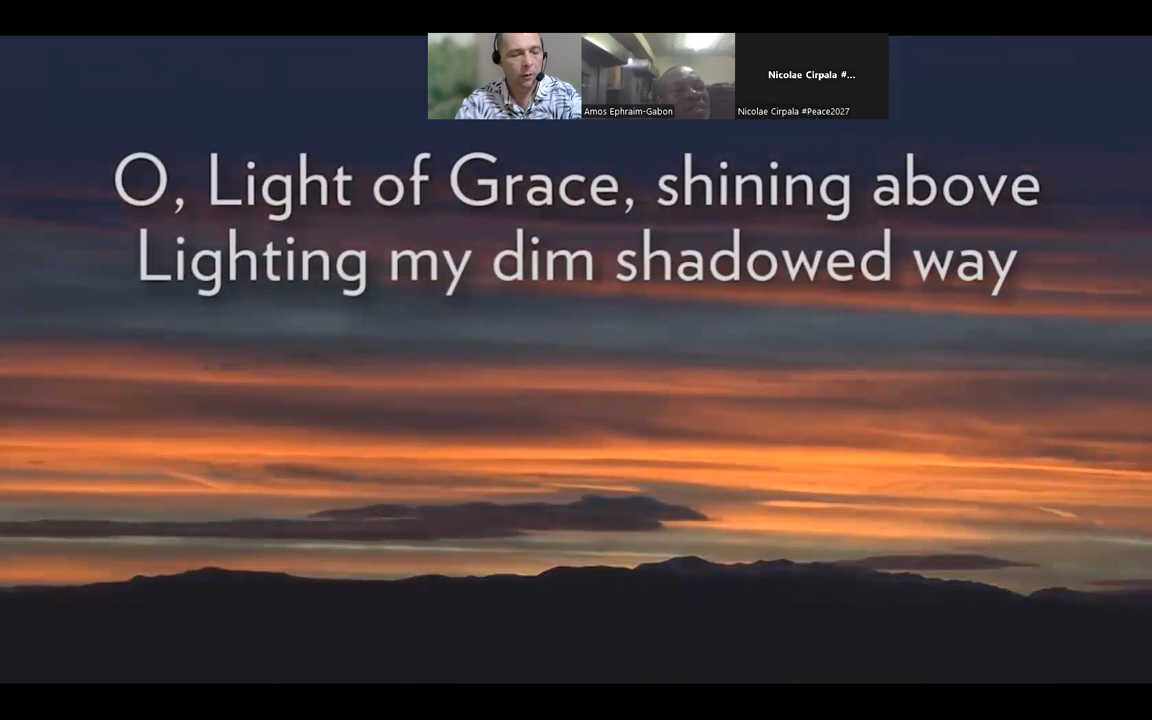 Nicolae Cirpala #...
Amos Ephraim-Gabon
Nicolae Cirpala #Peace2027
O, Light of Grace, shining above
Lighting my dim shadowed way